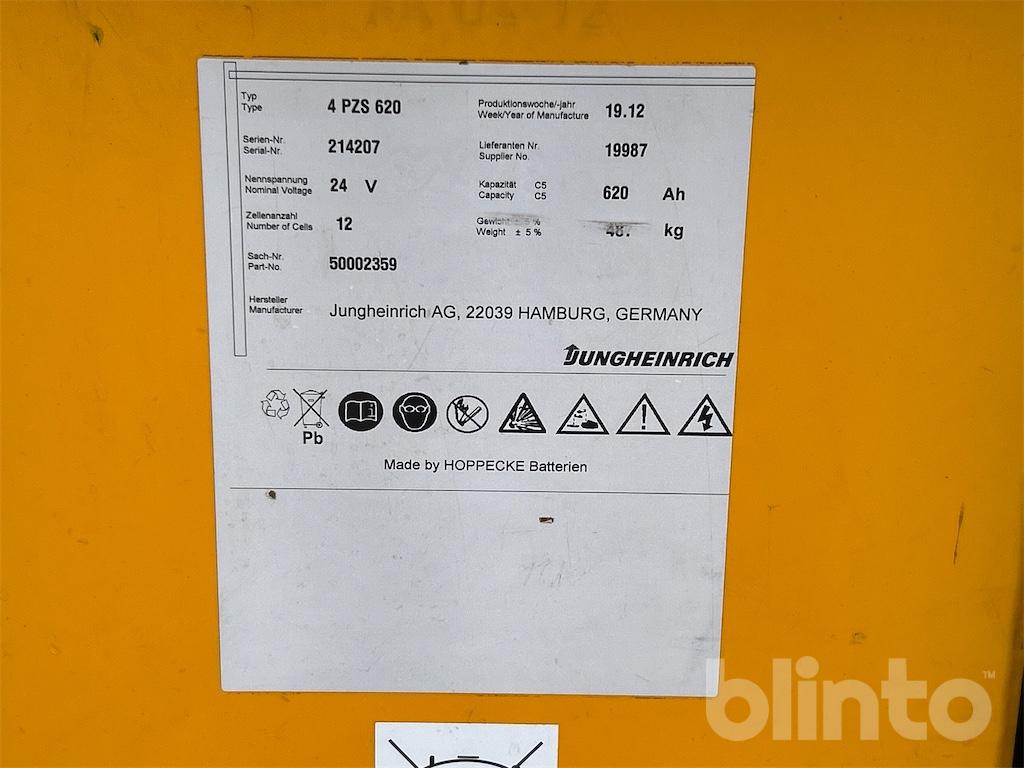 Typ
Type 4 PZS 620
Produktionswoche/-jahr
Week/Year of Manufacture 19.12
Serien-Nr.
Serial-Nr. 214207
Lieferanten Nr.
Supplier No. 19987
Nennspannung
Nominal Voltage 24 V
Kapazität C5
Capacity C5 620 Ah
Zellenanzahl
Number of Cells 12
Gewicht ± 5 %
Weight ± 5 % kg
Sach-Nr.
Part-No. 50002359
Hersteller
Manufacturer Jungheinrich AG, 22039 HAMBURG, GERMANY
JUNGHEINRICH
Pb
Made by HOPPECKE Batterien
blinto™